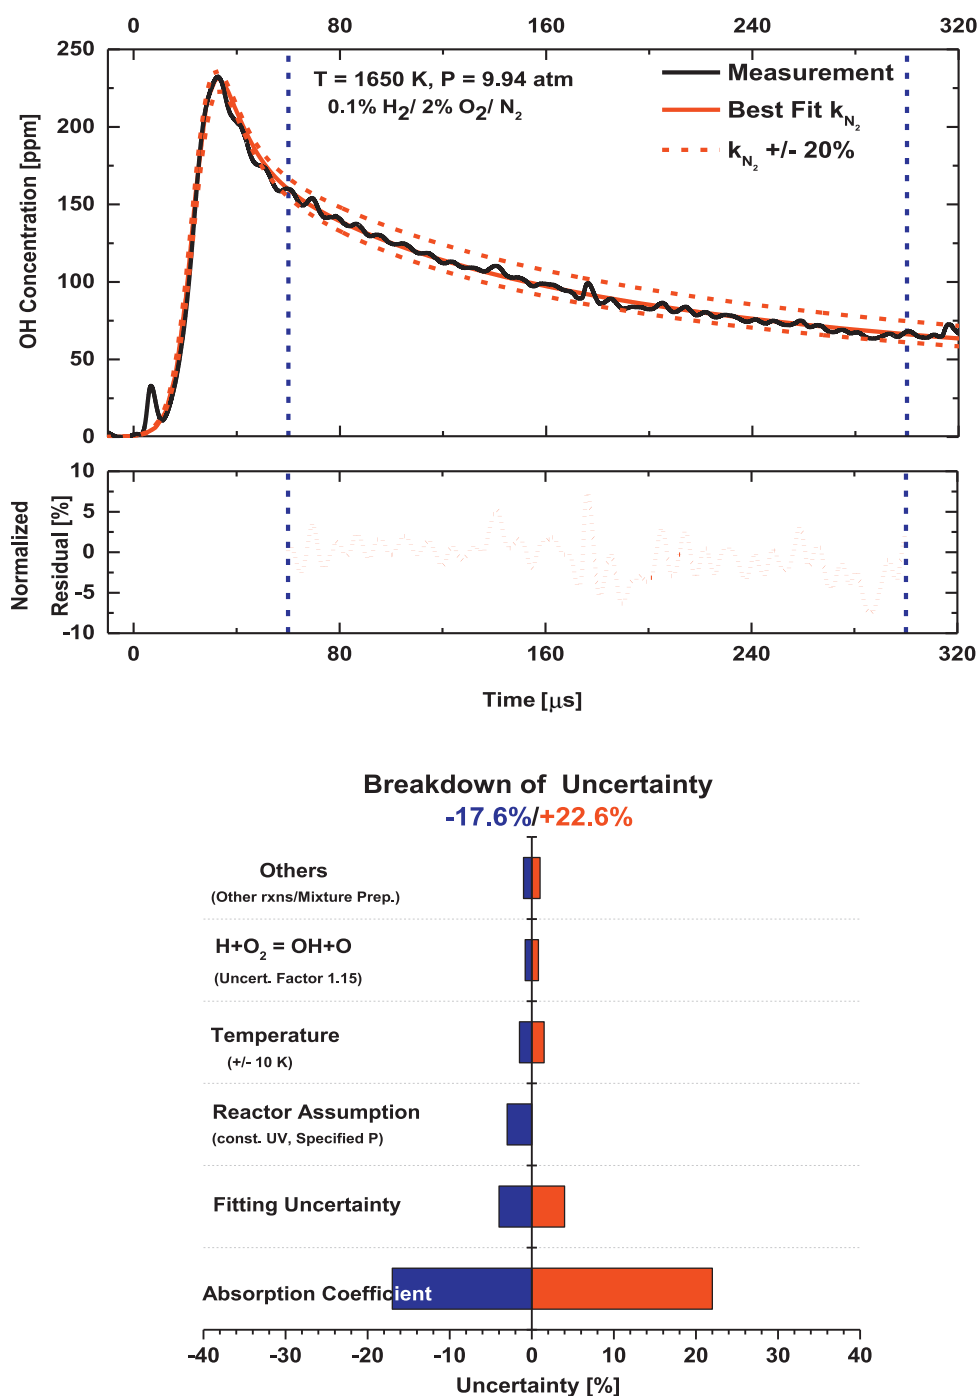 0 80 160 240 320
250
200
150
100
50
0
OH Concentration [ppm]
T = 1650 K, P = 9.94 atm
0.1% H2/ 2% O2/ N2
Measurement
Best Fit kN2
kN2 +/- 20%
10
5
0
-5
-10
Normalized
Residual [%]
0 80 160 240 320
Time [μs]
Breakdown of Uncertainty
-17.6%/+22.6%
Others
(Other rxns/Mixture Prep.)
H+O2 = OH+O
(Uncert. Factor 1.15)
Temperature
(+/- 10 K)
Reactor Assumption
(const. UV, Specified P)
Fitting Uncertainty
Absorption Coefficient
-40 -30 -20 -10 0 10 20 30 40
Uncertainty [%]